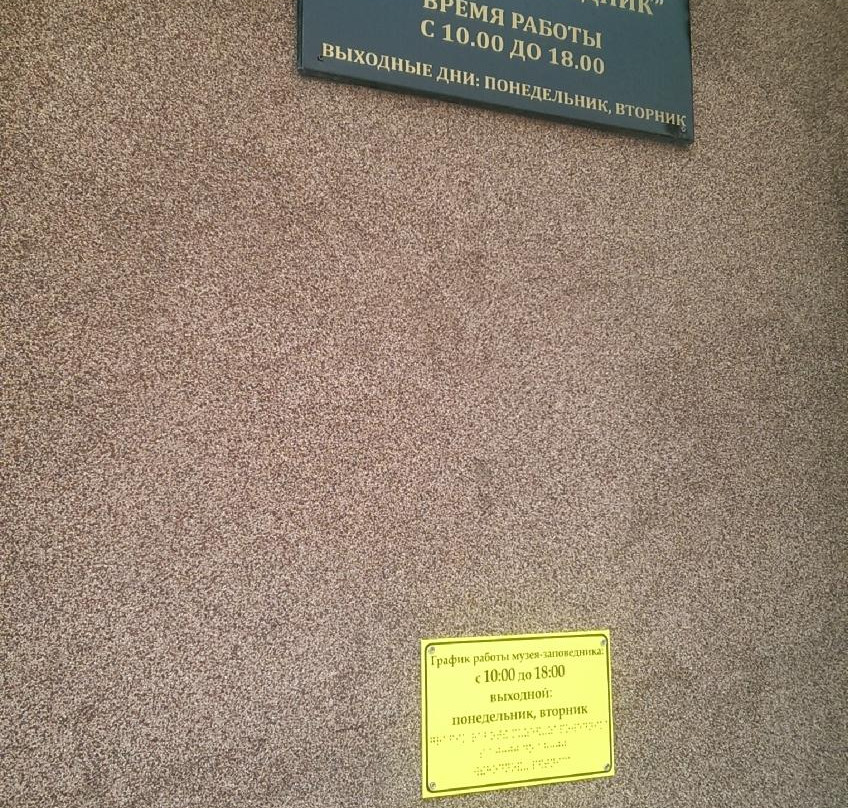 ВРЕМЯ РАБОТЫ
С 10.00 ДО 18.00
ВЫХОДНЫЕ ДНИ: ПОНЕДЕЛЬНИК, ВТОРНИК
График работы музея-заповедника:
с 10:00 до 18:00
выходной:
понедельник, вторник